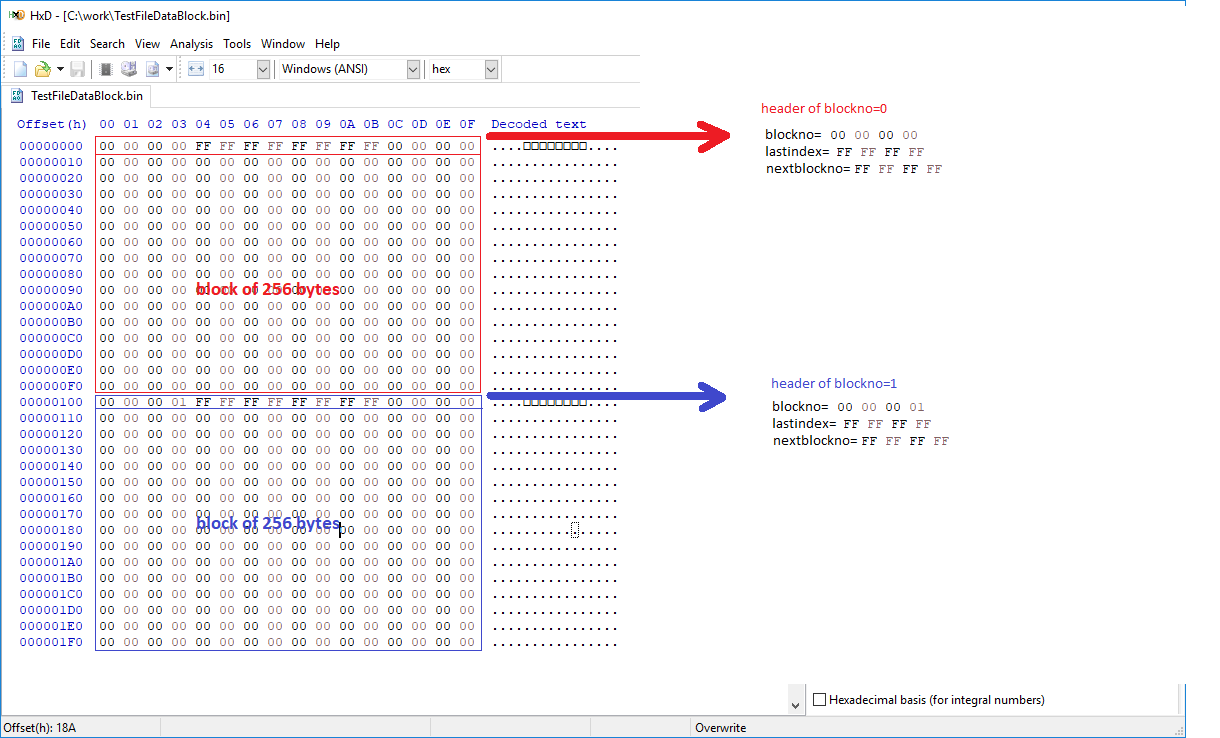 HxD - [C:\work\TestFileDataBlock.bin]
File Edit Search View Analysis Tools Window Help
16 Windows (ANSI) hex
TestFileDataBlock.bin
Offset(h) 00 01 02 03 04 05 06 07 08 09 0A 0B 0C 0D 0E 0F Decoded text
00000000 00 00 00 00 FF FF FF FF FF FF FF FF 00 00 00 00 ....□□□□□□□□....
00000010 00 00 00 00 00 00 00 00 00 00 00 00 00 00 00 00 ................
00000020 00 00 00 00 00 00 00 00 00 00 00 00 00 00 00 00 ................
00000030 00 00 00 00 00 00 00 00 00 00 00 00 00 00 00 00 ................
00000040 00 00 00 00 00 00 00 00 00 00 00 00 00 00 00 00 ................
00000050 00 00 00 00 00 00 00 00 00 00 00 00 00 00 00 00 ................
00000060 00 00 00 00 00 00 00 00 00 00 00 00 00 00 00 00 ................
00000070 00 00 00 00 00 00 00 00 00 00 00 00 00 00 00 00 ................
00000080 00 00 00 00 00 00 00 00 00 00 00 00 00 00 00 00 ................
00000090 00 00 00 00 00 00 00 00 00 00 00 00 00 00 00 00 ................
block of 256 bytes
000000A0 00 00 00 00 00 00 00 00 00 00 00 00 00 00 00 00 ................
000000B0 00 00 00 00 00 00 00 00 00 00 00 00 00 00 00 00 ................
000000C0 00 00 00 00 00 00 00 00 00 00 00 00 00 00 00 00 ................
000000D0 00 00 00 00 00 00 00 00 00 00 00 00 00 00 00 00 ................
000000E0 00 00 00 00 00 00 00 00 00 00 00 00 00 00 00 00 ................
000000F0 00 00 00 00 00 00 00 00 00 00 00 00 00 00 00 00 ................
00000100 00 00 00 01 FF FF FF FF FF FF FF FF 00 00 00 00 ....□□□□□□□□....
00000110 00 00 00 00 00 00 00 00 00 00 00 00 00 00 00 00 ................
00000120 00 00 00 00 00 00 00 00 00 00 00 00 00 00 00 00 ................
00000130 00 00 00 00 00 00 00 00 00 00 00 00 00 00 00 00 ................
00000140 00 00 00 00 00 00 00 00 00 00 00 00 00 00 00 00 ................
00000150 00 00 00 00 00 00 00 00 00 00 00 00 00 00 00 00 ................
00000160 00 00 00 00 00 00 00 00 00 00 00 00 00 00 00 00 ................
00000170 00 00 00 00 00 00 00 00 00 00 00 00 00 00 00 00 ................
block of 256 bytes
00000180 00 00 00 00 00 00 00 00 00 00 00 00 00 00 00 00 ................
00000190 00 00 00 00 00 00 00 00 00 00 00 00 00 00 00 00 ................
000001A0 00 00 00 00 00 00 00 00 00 00 00 00 00 00 00 00 ................
000001B0 00 00 00 00 00 00 00 00 00 00 00 00 00 00 00 00 ................
000001C0 00 00 00 00 00 00 00 00 00 00 00 00 00 00 00 00 ................
000001D0 00 00 00 00 00 00 00 00 00 00 00 00 00 00 00 00 ................
000001E0 00 00 00 00 00 00 00 00 00 00 00 00 00 00 00 00 ................
000001F0 00 00 00 00 00 00 00 00 00 00 00 00 00 00 00 00 ................
header of blockno=0
blockno= 00 00 00 00
lastindex= FF FF FF FF
nextblockno= FF FF FF FF
header of blockno=1
blockno= 00 00 00 01
lastindex= FF FF FF FF
nextblockno= FF FF FF FF
Hexadecimal basis (for integral numbers)
Offset(h): 18A
Overwrite